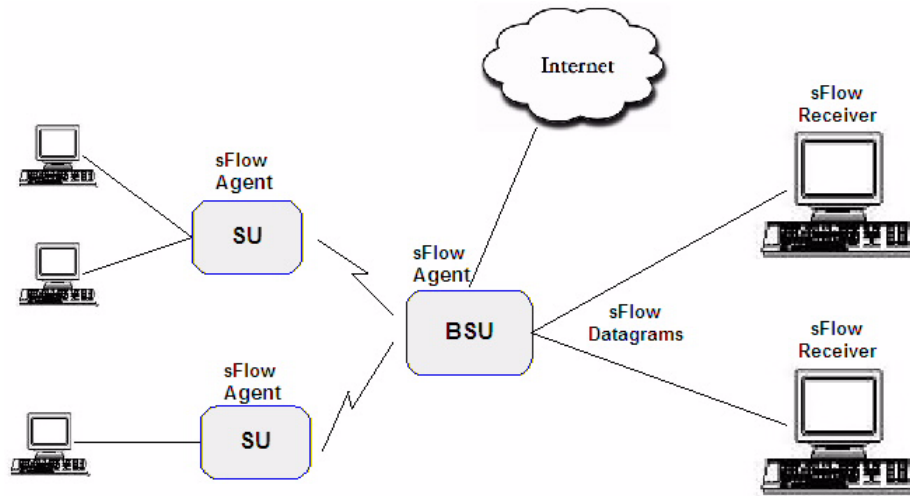 Internet
sFlow
Receiver
sFlow
Agent
SU
sFlow
Agent
BSU
sFlow
Datagrams
sFlow
Receiver
sFlow
Agent
SU